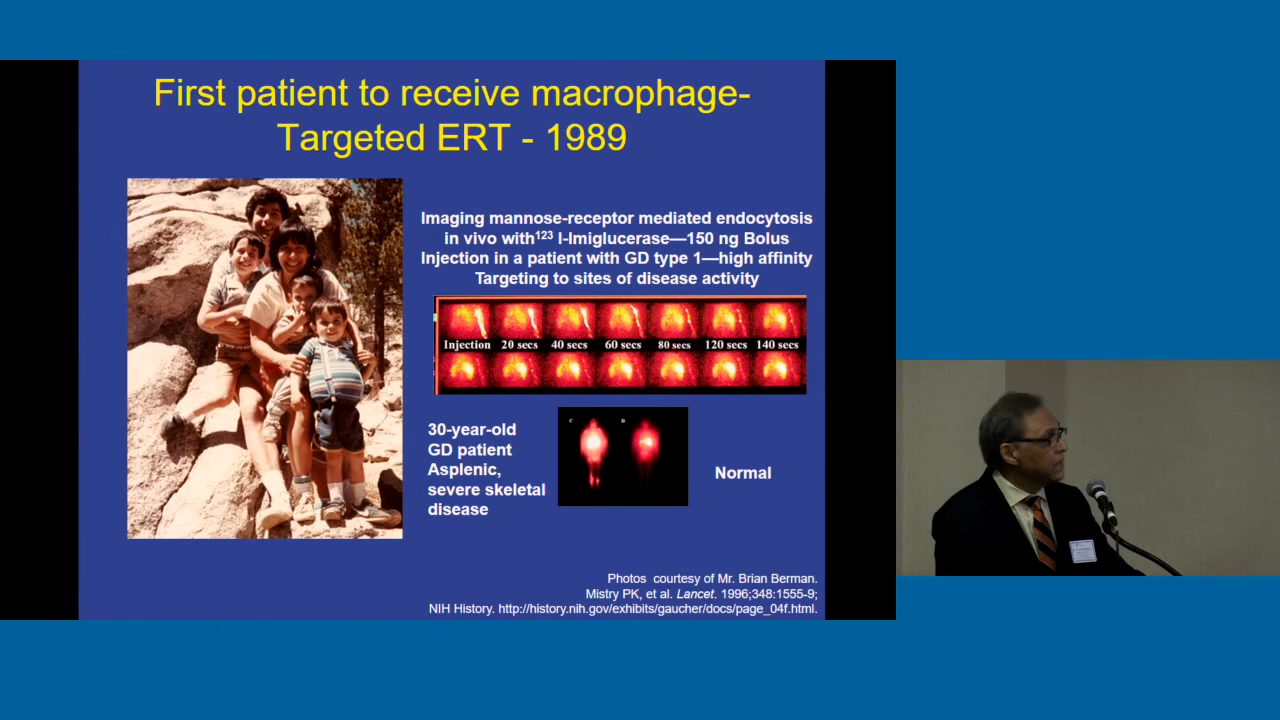 First patient to receive macrophage-
Targeted ERT - 1989
Imaging mannose-receptor mediated endocytosis
in vivo with¹²³ I-Imiglucerase—150 ng Bolus
Injection in a patient with GD type 1—high affinity
Targeting to sites of disease activity
Injection 20 secs 40 secs 60 secs 80 secs 120 secs 140 secs
C D
30-year-old
GD patient
Asplenic,
severe skeletal
disease
Normal
Photos courtesy of Mr. Brian Berman.
Mistry PK, et al. Lancet. 1996;348:1555-9;
NIH History. http://history.nih.gov/exhibits/gaucher/docs/page_04f.html.